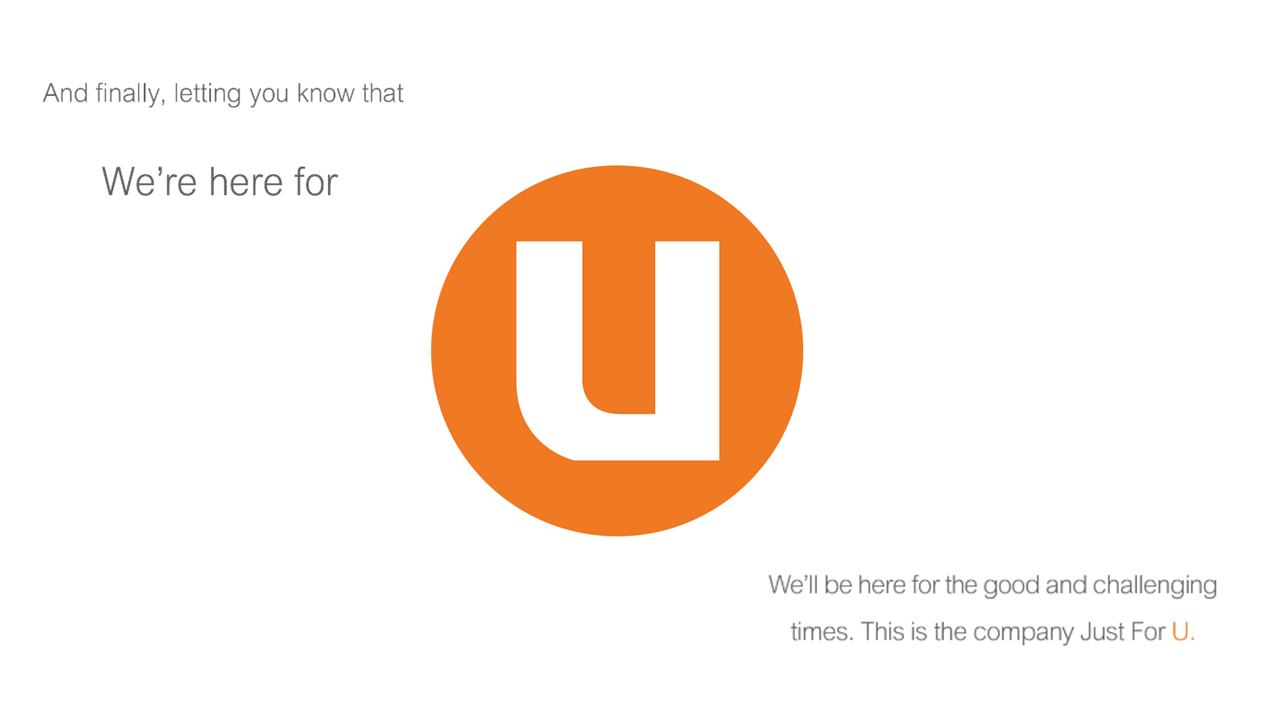 And finally, letting you know that
We’re here for
U
We’ll be here for the good and challenging
times. This is the company Just For U.